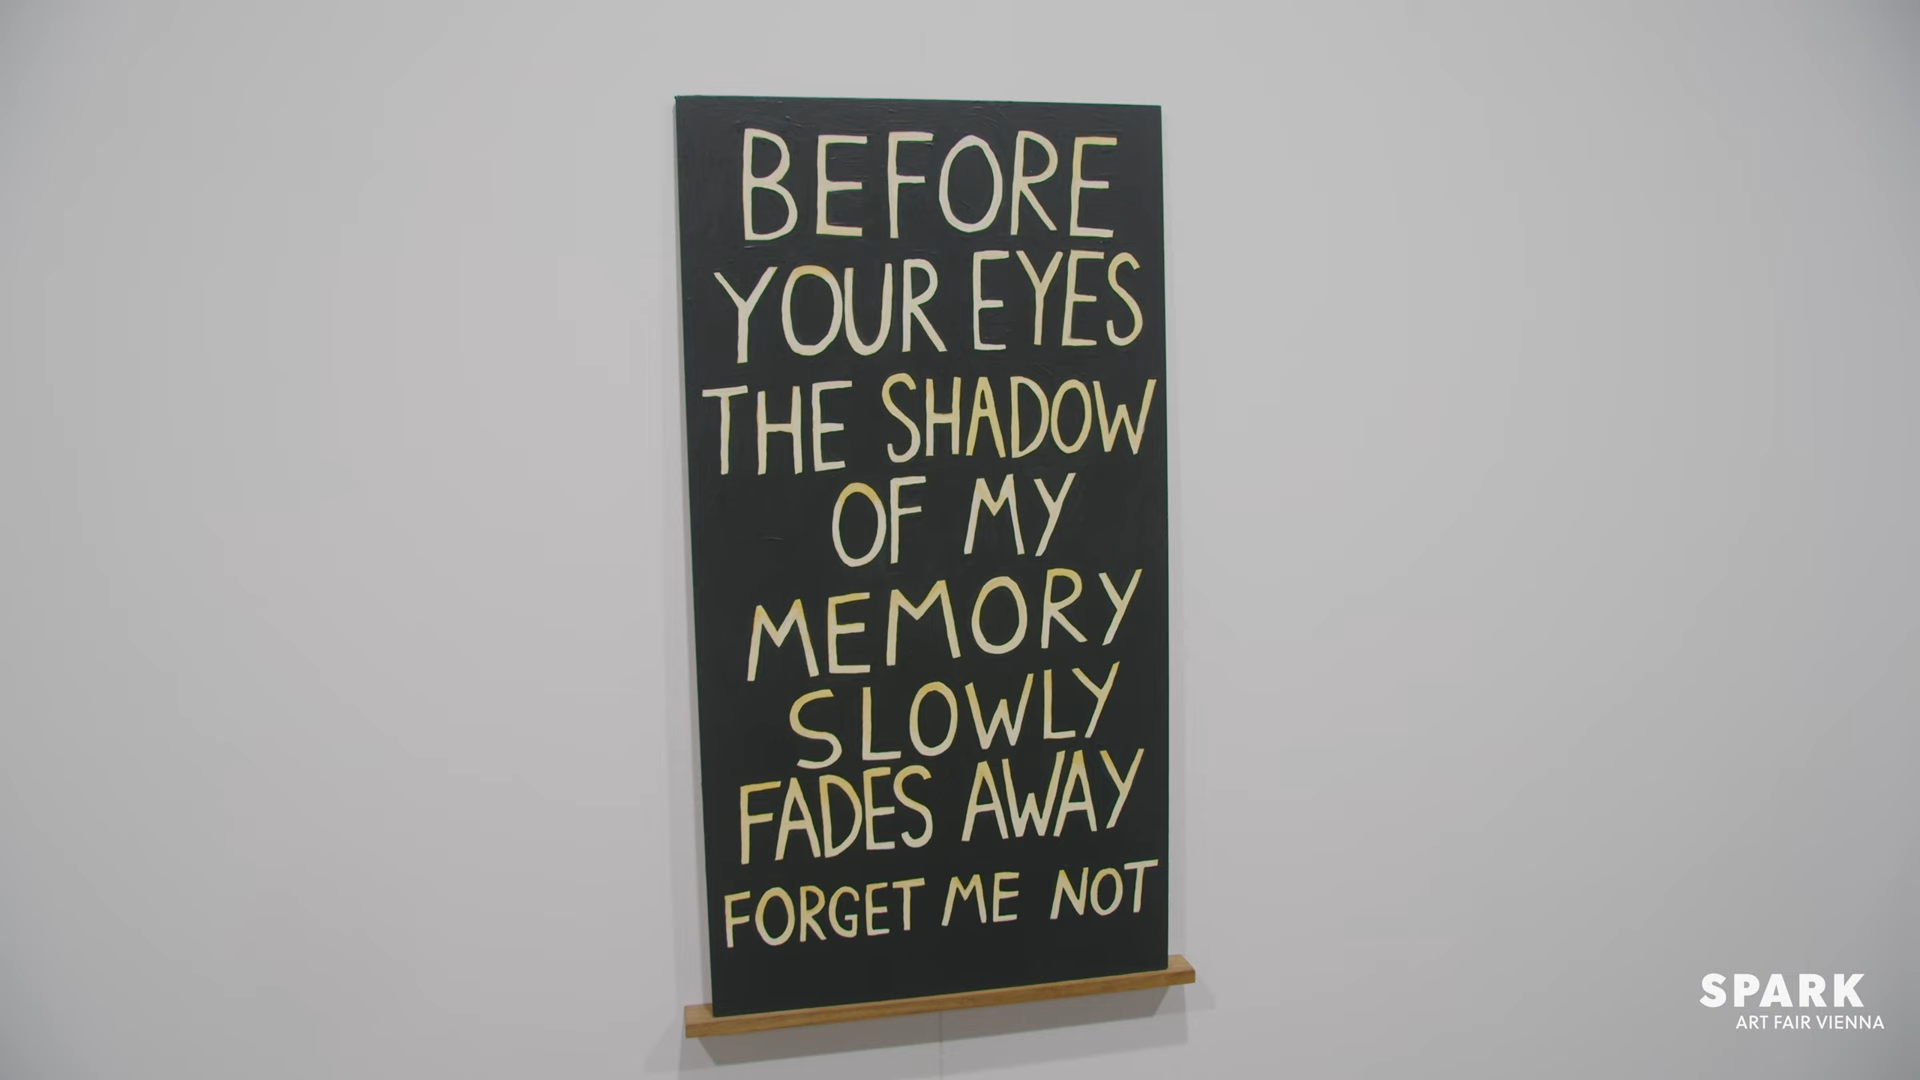 BEFORE
YOUR EYES
THE SHADOW
OF MY
MEMORY
SLOWLY
FADES AWAY
FORGET ME NOT
SPARK
ART FAIR VIENNA